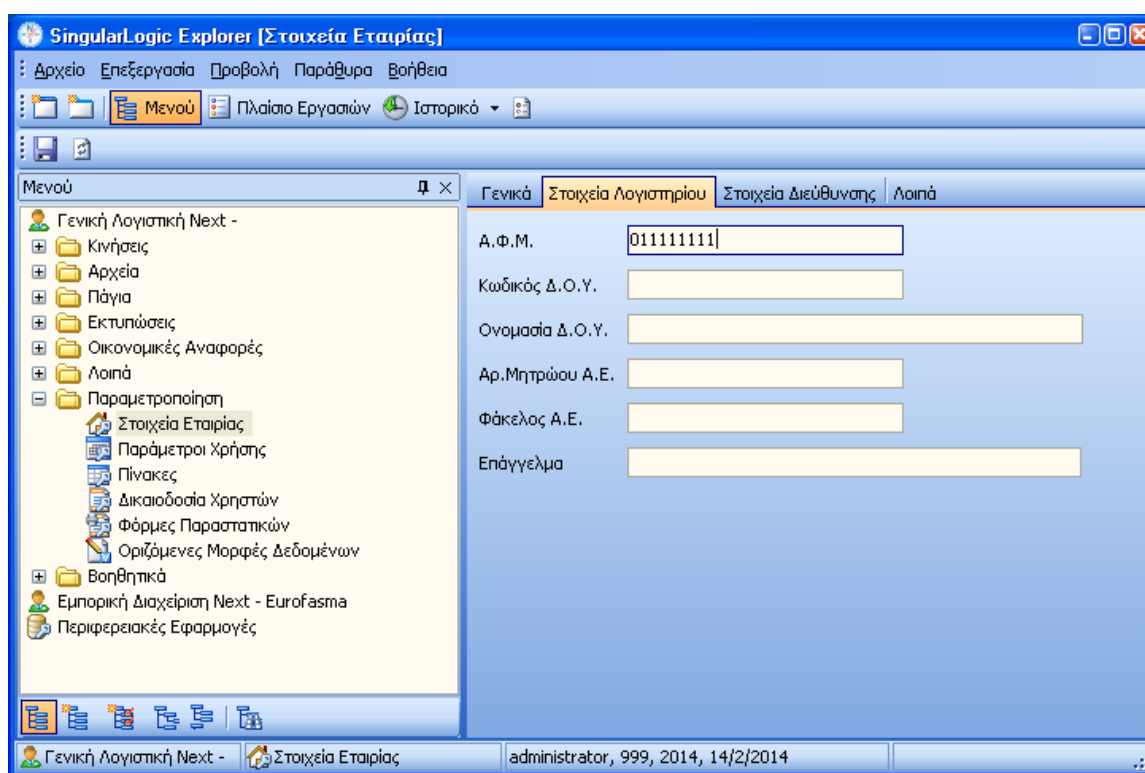 SingularLogic Explorer [Στοιχεία Εταιρίας]
Αρχείο Επεξεργασία Προβολή Παράθυρα Βοήθεια
Μενού Πλαίσιο Εργασιών Ιστορικό
Μενού
Γενική Λογιστική Next -
Κινήσεις
Αρχεία
Πάγια
Εκτυπώσεις
Οικονομικές Αναφορές
Λοιπά
Παραμετροποίηση
Στοιχεία Εταιρίας
Παράμετροι Χρήσης
Πίνακες
Δικαιοδοσία Χρηστών
Φόρμες Παραστατικών
Οριζόμενες Μορφές Δεδομένων
Βοηθητικά
Εμπορική Διαχείριση Next - Eurofasma
Περιφερειακές Εφαρμογές
Γενικά Στοιχεία Λογιστηρίου Στοιχεία Διεύθυνσης Λοιπά
Α.Φ.Μ. 011111111
Κωδικός Δ.Ο.Υ.
Ονομασία Δ.Ο.Υ.
Αρ.Μητρώου Α.Ε.
Φάκελος Α.Ε.
Επάγγελμα
Γενική Λογιστική Next - Στοιχεία Εταιρίας administrator, 999, 2014, 14/2/2014